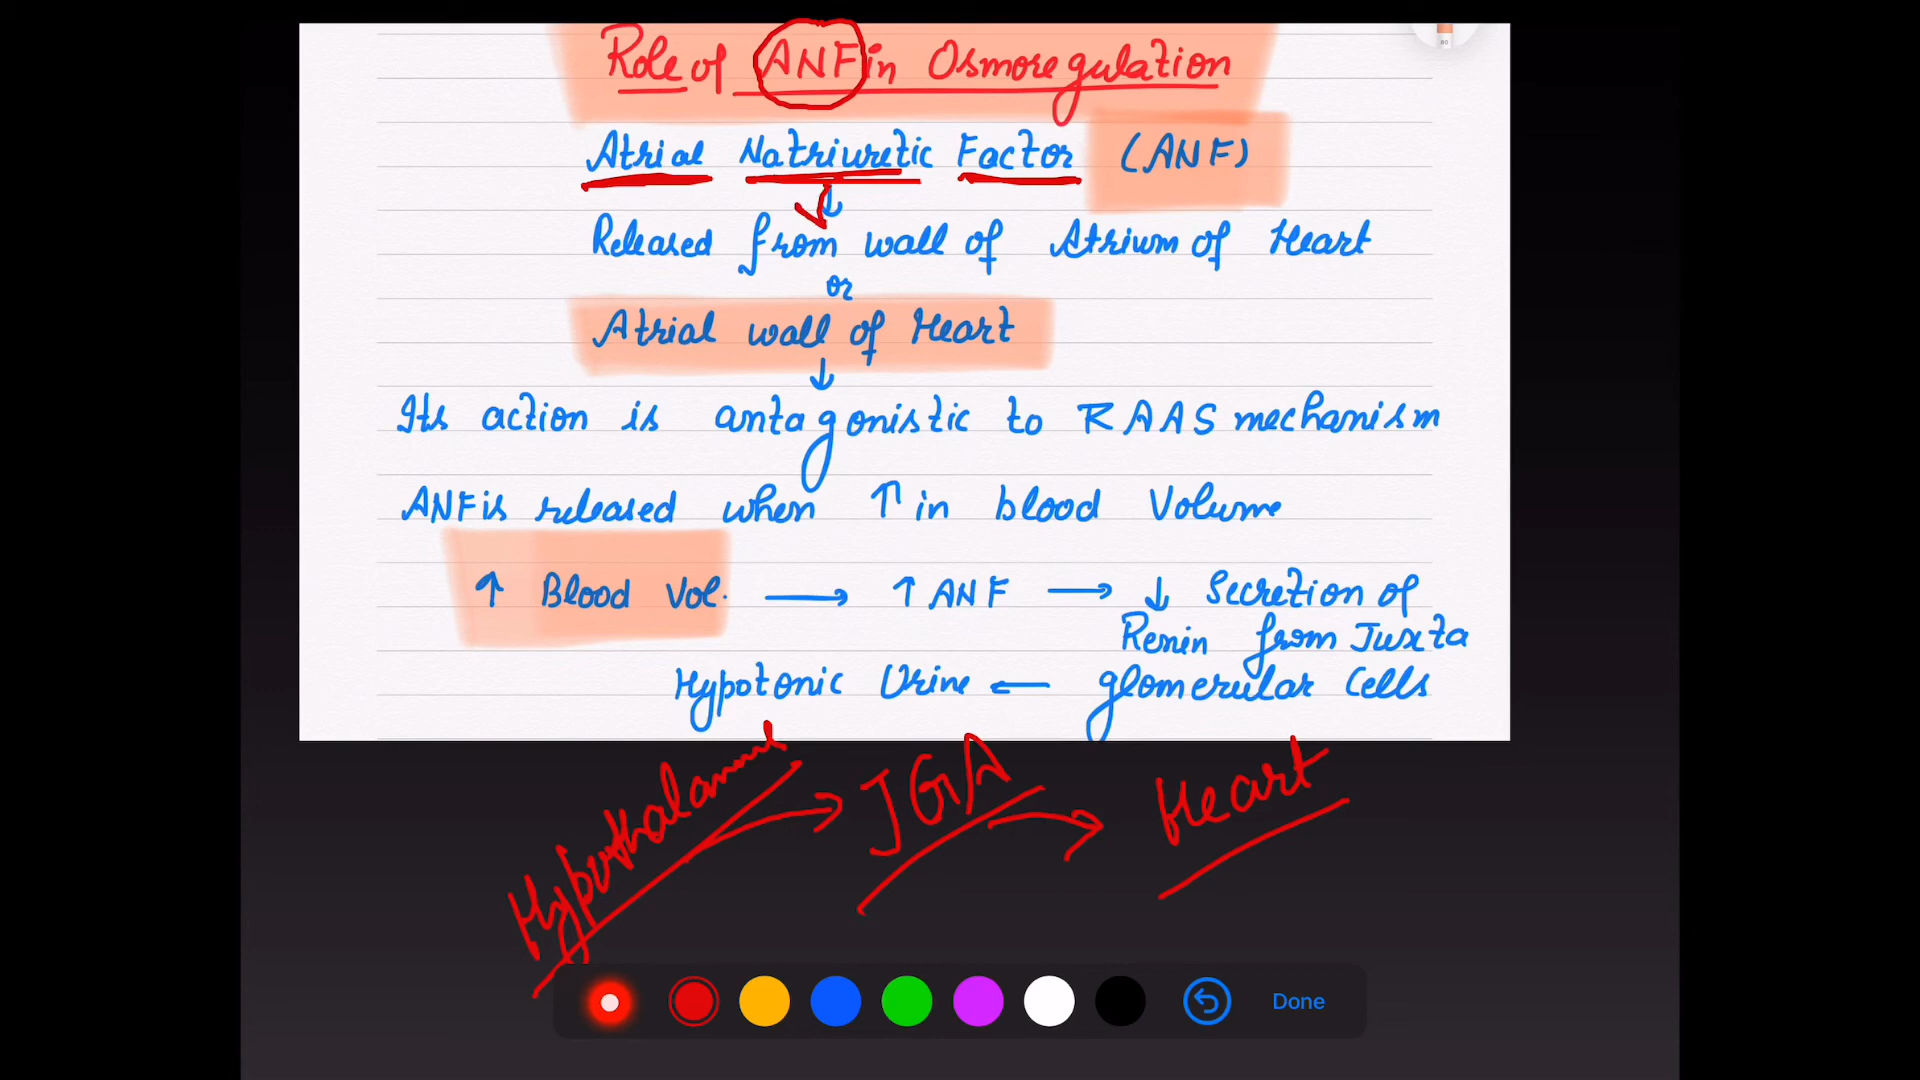 Role of ANF in Osmoregulation
Atrial Natriuretic Factor (ANF)
↓
Released from wall of Atrium of Heart
or
Atrial wall of Heart
↓
Its action is antagonistic to RAAS mechanism
ANF is released when ↑ in blood Volume
↑ Blood Vol. → ↑ ANF → ↓ Secretion of
Renin from Juxta
Hypotonic Urine ← glomerular Cells
Hypothalamus → JGA → Heart
Done